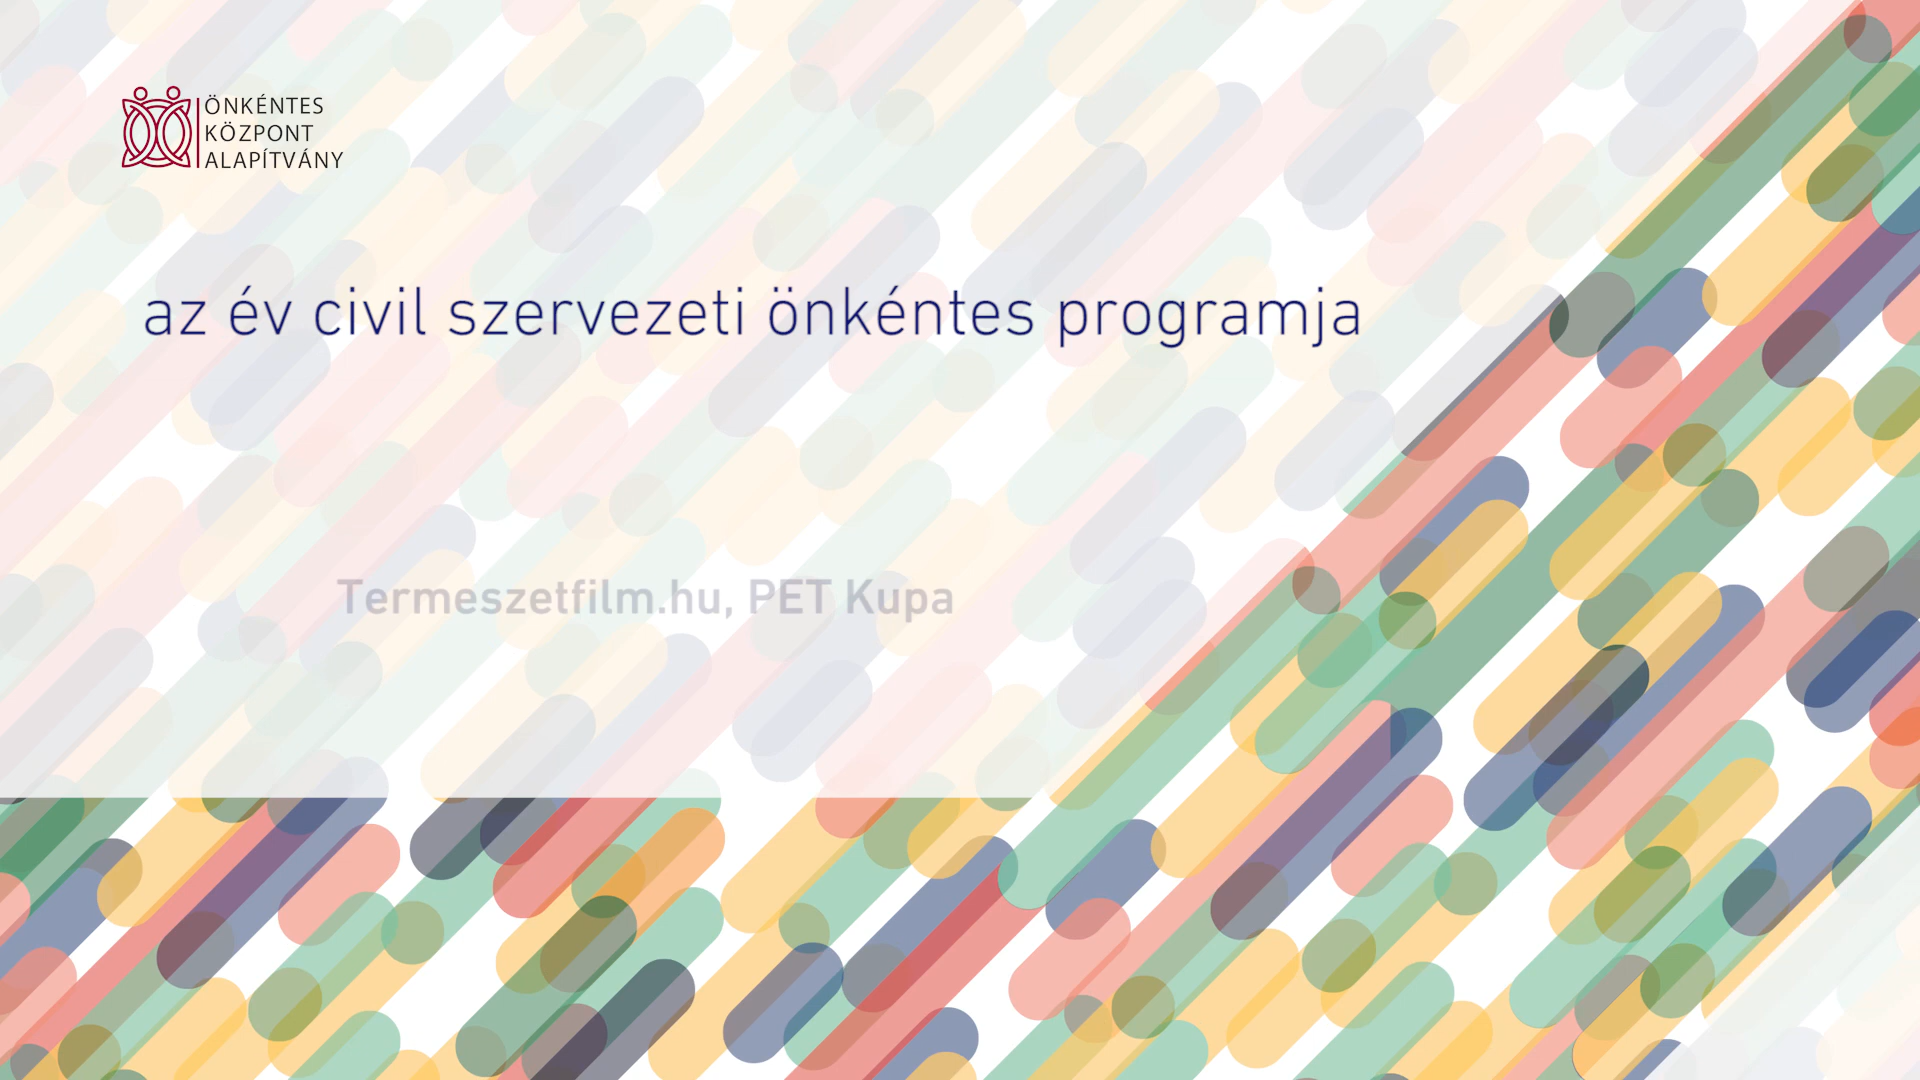 ÖNKÉNTES
KÖZPONT
ALAPÍTVÁNY
az év civil szervezeti önkéntes programja
Termeszetfilm.hu, PET Kupa